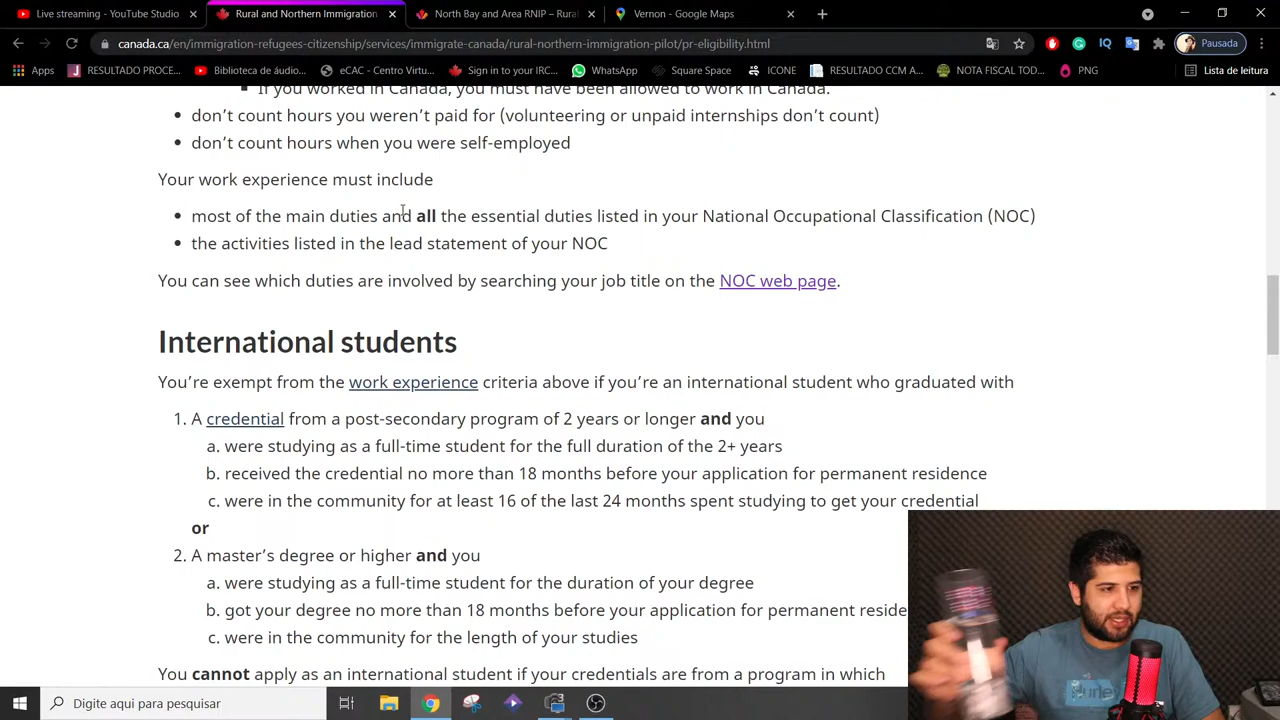 Live streaming - YouTube Studio
Rural and Northern Immigration
North Bay and Area RNIP – Rura
Vernon - Google Maps
canada.ca/en/immigration-refugees-citizenship/services/immigrate-canada/rural-northern-immigration-pilot/pr-eligibility.html
Pausada
Apps
RESULTADO PROCE...
Biblioteca de áudio...
eCAC - Centro Virtu...
Sign in to your IRC...
WhatsApp
Square Space
ICONE
RESULTADO CCM A...
NOTA FISCAL TOD...
PNG
Lista de leitura
If you worked in Canada, you must have been allowed to work in Canada.
don't count hours you weren't paid for (volunteering or unpaid internships don't count)
don't count hours when you were self-employed
Your work experience must include
most of the main duties and all the essential duties listed in your National Occupational Classification (NOC)
the activities listed in the lead statement of your NOC
You can see which duties are involved by searching your job title on the NOC web page.
International students
You're exempt from the work experience criteria above if you're an international student who graduated with
1. A credential from a post-secondary program of 2 years or longer and you
a. were studying as a full-time student for the full duration of the 2+ years
b. received the credential no more than 18 months before your application for permanent residence
c. were in the community for at least 16 of the last 24 months spent studying to get your credential
or
2. A master's degree or higher and you
a. were studying as a full-time student for the duration of your degree
b. got your degree no more than 18 months before your application for permanent reside
c. were in the community for the length of your studies
You cannot apply as an international student if your credentials are from a program in which
Digite aqui para pesquisar